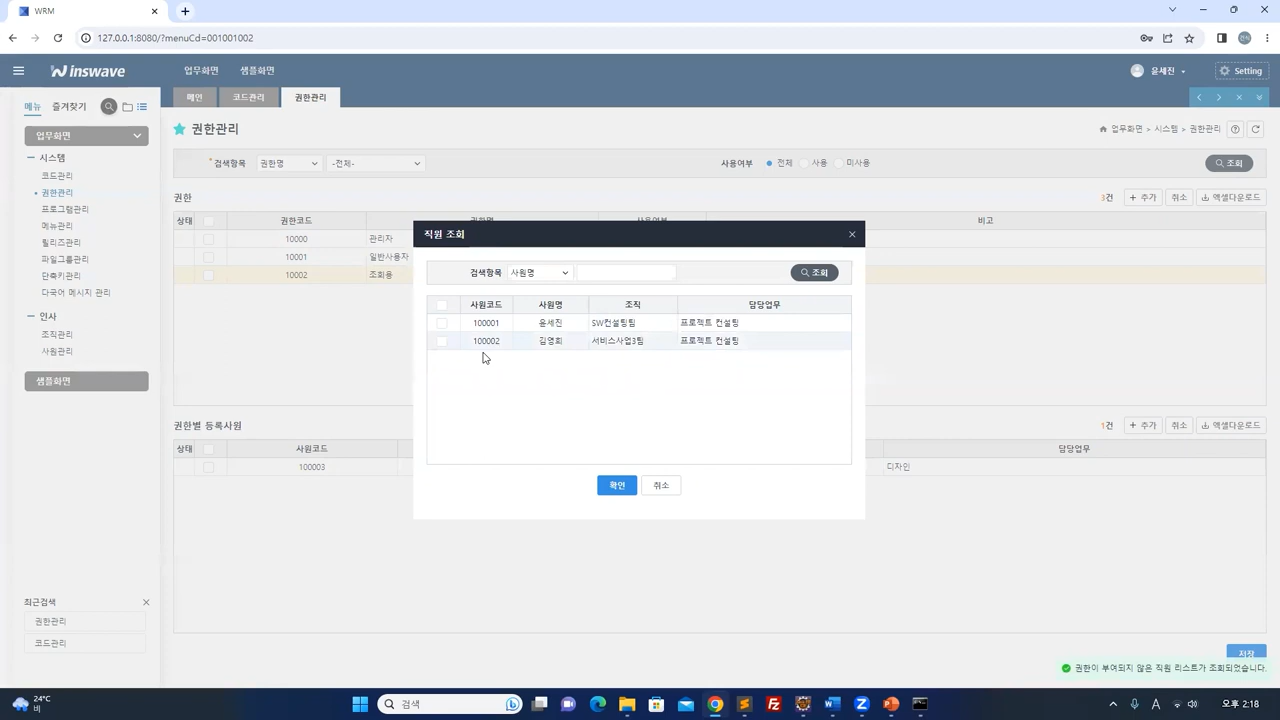 WRM
127.0.0.1:8080/?menuCd=001001002
전시
inswave
업무화면
샘플화면
윤세진
Setting
메뉴
즐겨찾기
메인
코드관리
권한관리
업무화면
시스템
코드관리
권한관리
프로그램관리
메뉴관리
릴리즈관리
파일그룹관리
단축키관리
다국어 메시지 관리
인사
조직관리
사원관리
샘플화면
최근검색
권한관리
코드관리
권한관리
업무화면 > 시스템 > 권한관리
*검색항목 권한명 -전체- 사용여부 전체 사용 미사용 조회
권한
3건 + 추가 취소 엑셀다운로드
상태 권한코드 권한명 사용여부 비고
10000 관리자
10001 일반사용자
10002 조회용
직원 조회
검색항목 사원명 조회
사원코드 사원명 조직 담당업무
100001 윤세진 SW컨설팅팀 프로젝트 컨설팅
100002 김영희 서비스사업3팀 프로젝트 컨설팅
확인 취소
권한별 등록사원
1건 + 추가 취소 엑셀다운로드
상태 사원코드 담당업무
100003 디자인
저장
권한이 부여되지 않은 직원 리스트가 조회되었습니다.
24°C
비
검색
A
오후 2:18